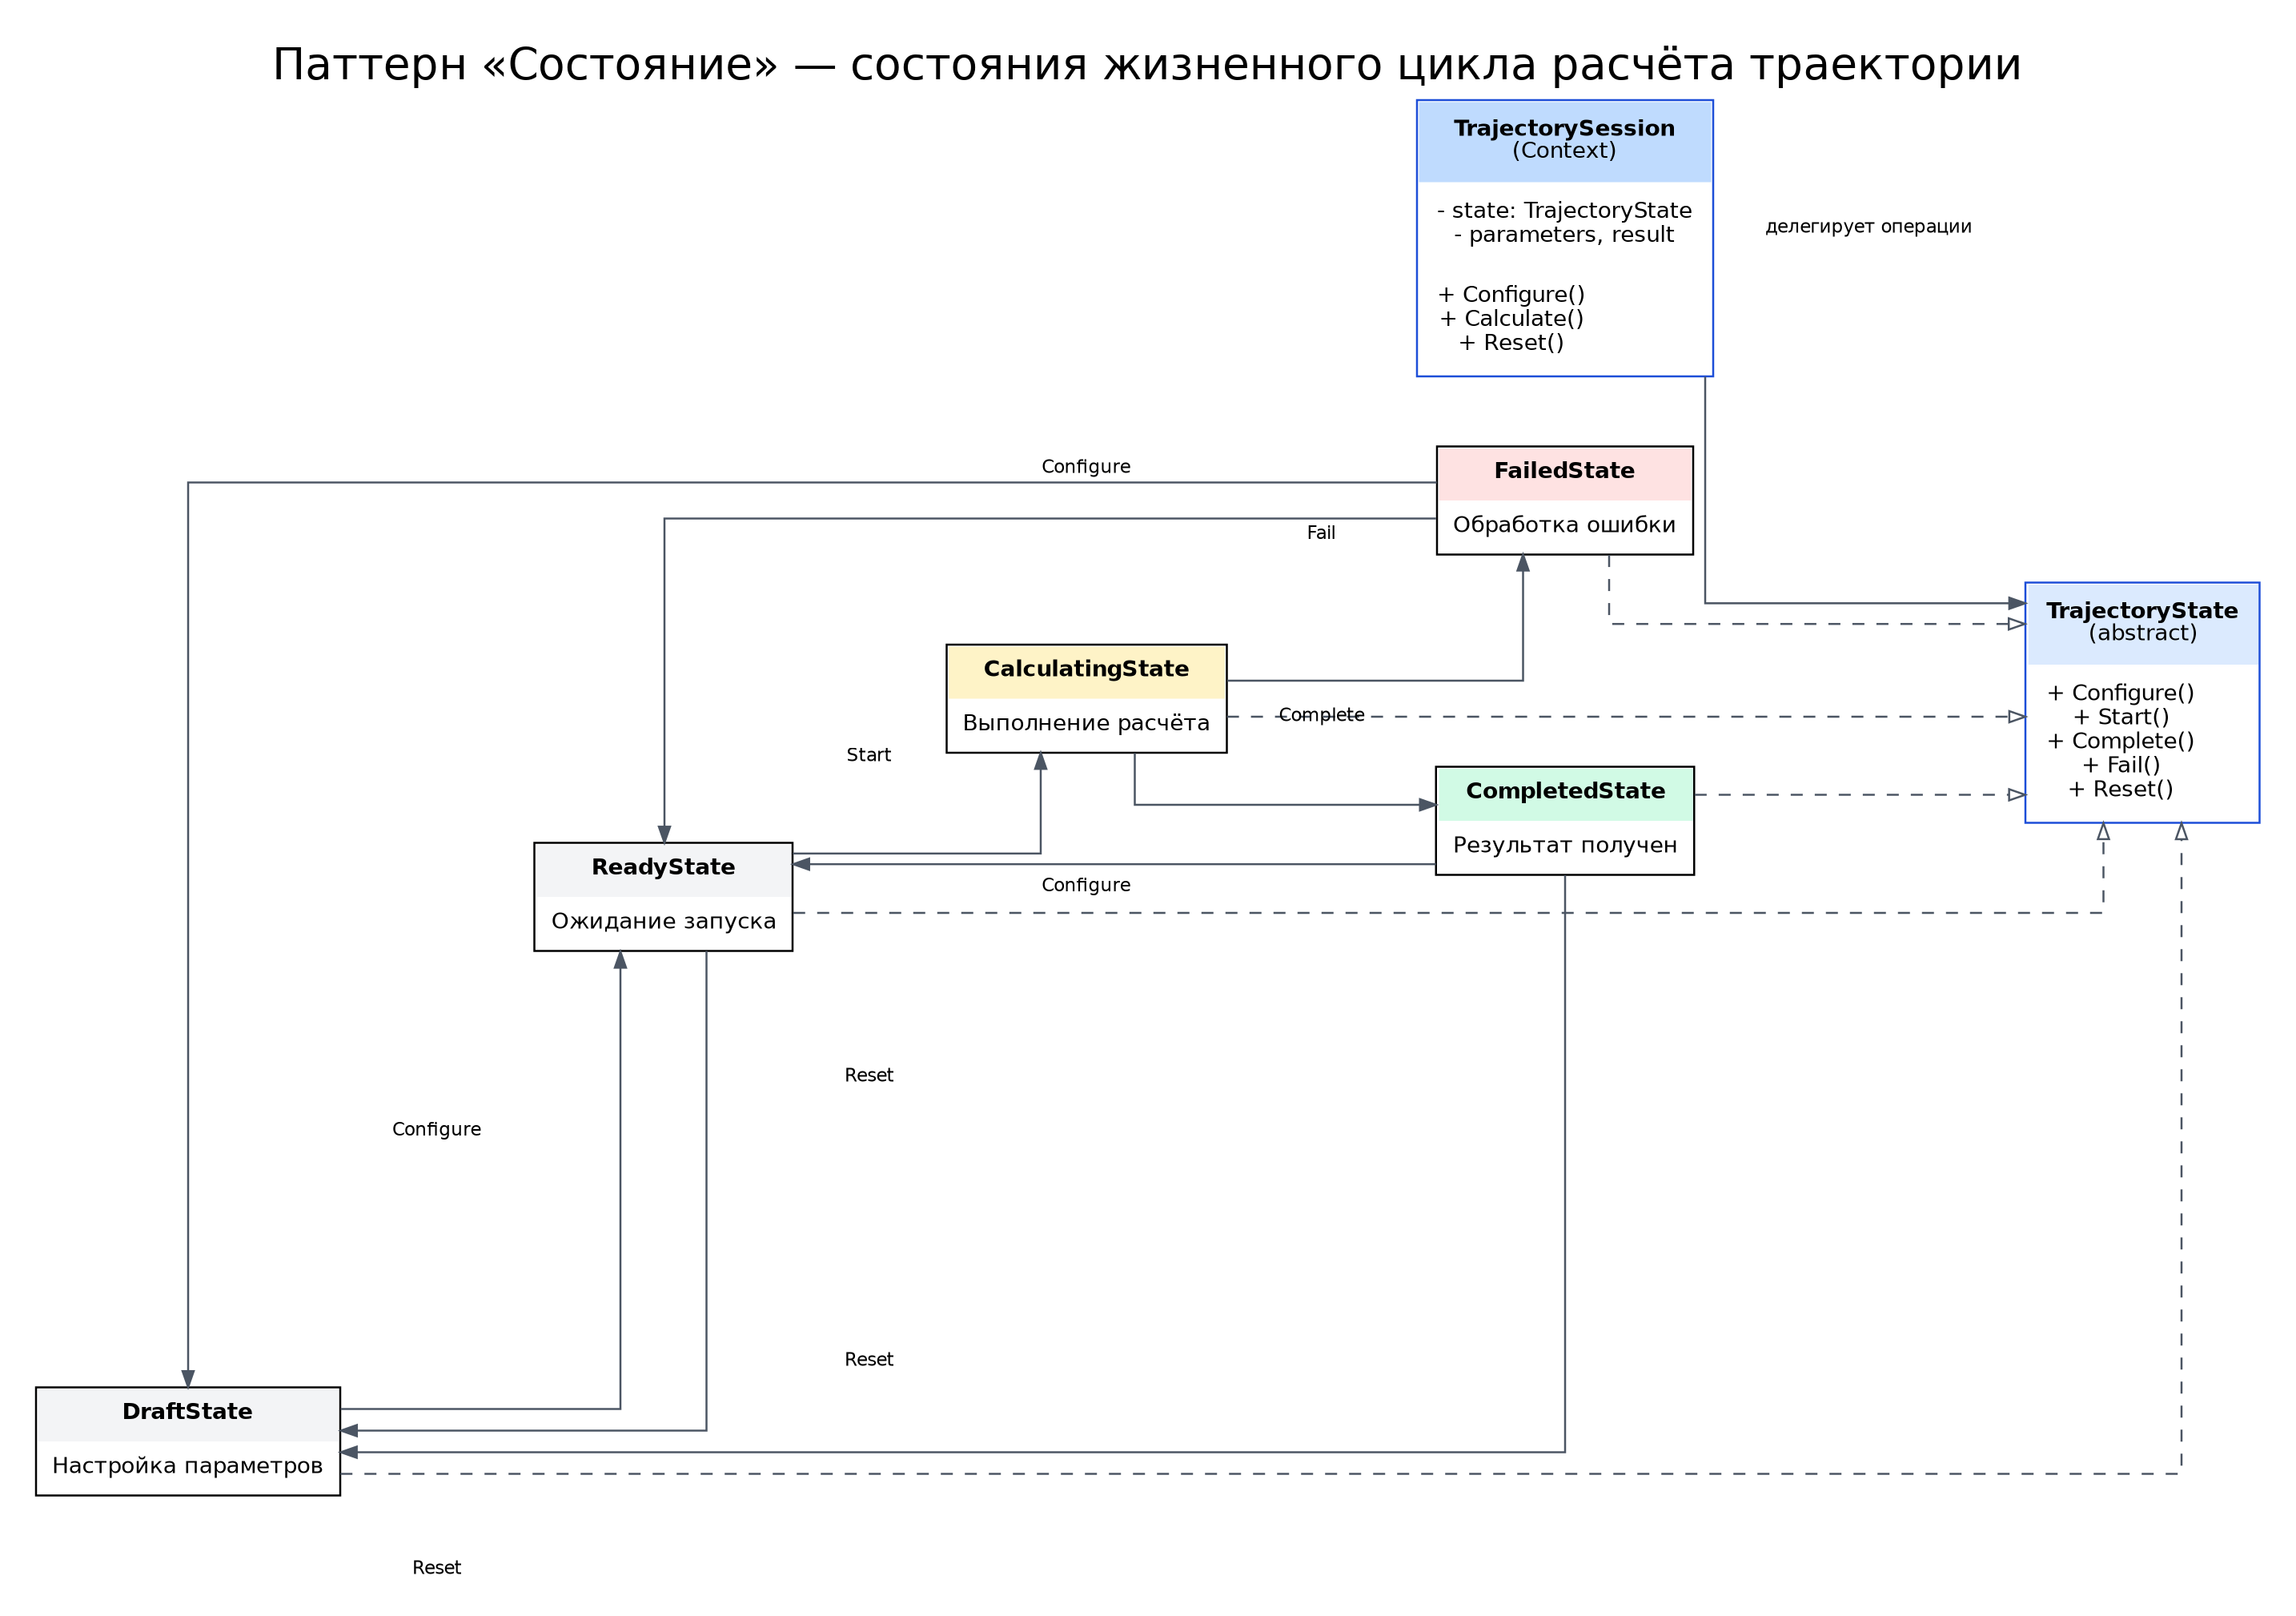 Паттерн «Состояние» — состояния жизненного цикла расчёта траектории
TrajectorySession
(Context)
- state: TrajectoryState
- parameters, result
+ Configure()
+ Calculate()
+ Reset()
делегирует операции
Configure
FailedState
Обработка ошибки
Fail
TrajectoryState
(abstract)
+ Configure()
+ Start()
+ Complete()
+ Fail()
+ Reset()
CalculatingState
Выполнение расчёта
Complete
Start
CompletedState
Результат получен
ReadyState
Ожидание запуска
Configure
Reset
Configure
Reset
DraftState
Настройка параметров
Reset